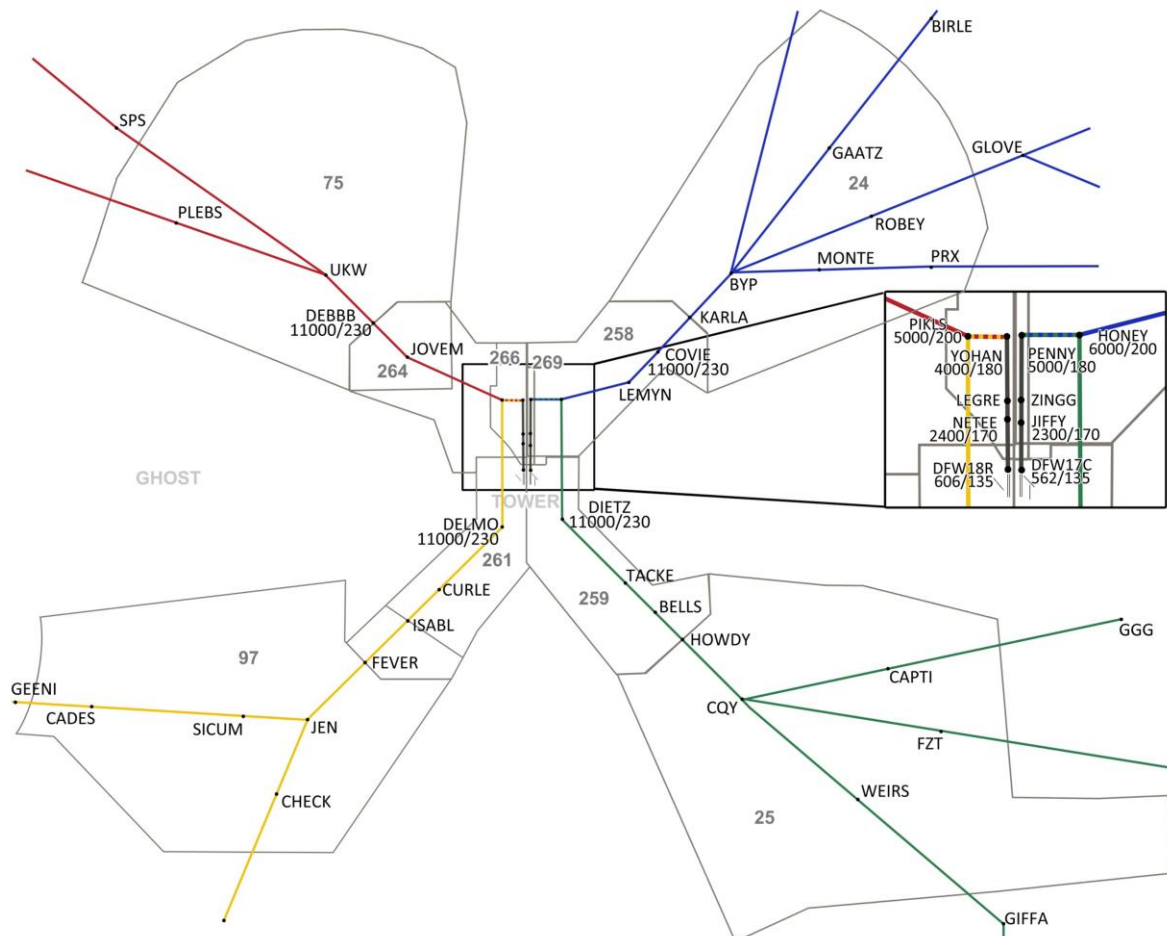 BIRLE
SPS
GAATZ
GLOVE
75
24
PLEBS
ROBEY
MONTE
PRX
UKW
BYP
DEBBB
11000/230
KARLA
JOVEM
258
266
269
COVIE
11000/230
264
LEMYN
PIKLS
5000/200
HONEY
6000/200
YOHAN
4000/180
PENNY
5000/180
LEGRE
ZINGG
NETEE
2400/170
JIFFY
2300/170
DFW18R
606/135
DFW17C
562/135
GHOST
TOWER
DELMO
11000/230
DIETZ
11000/230
261
TACKE
CURLE
259
BELLS
ISABL
HOWDY
GGG
97
FEVER
CAPTI
GEENI
CADES
SICUM
JEN
CQY
FZT
CHECK
WEIRS
25
GIFFA